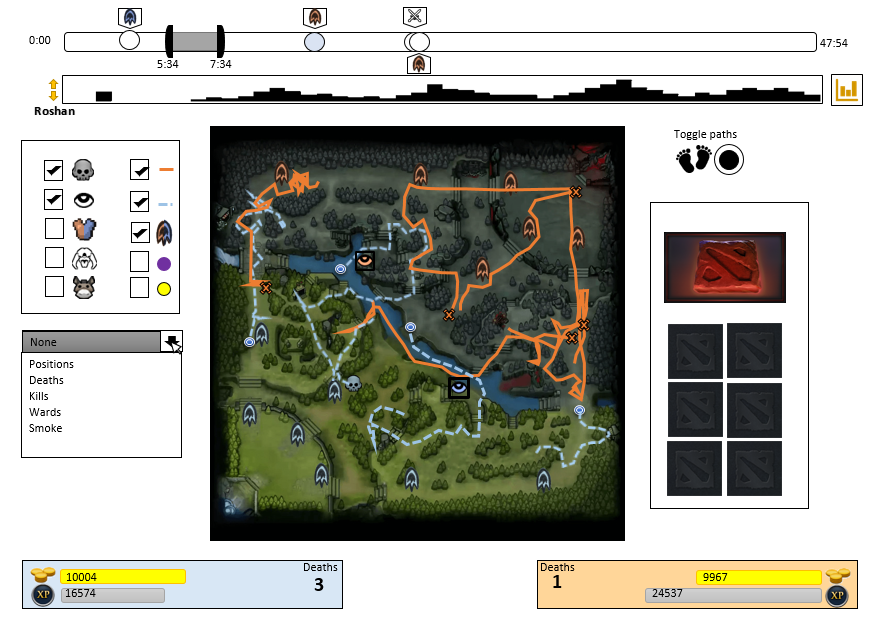 0:00
47:54
5:34
7:34
Roshan
Toggle paths
None
Positions
Deaths
Kills
Wards
Smoke
10004
XP
16574
Deaths
3
Deaths
1
9967
24537
XP